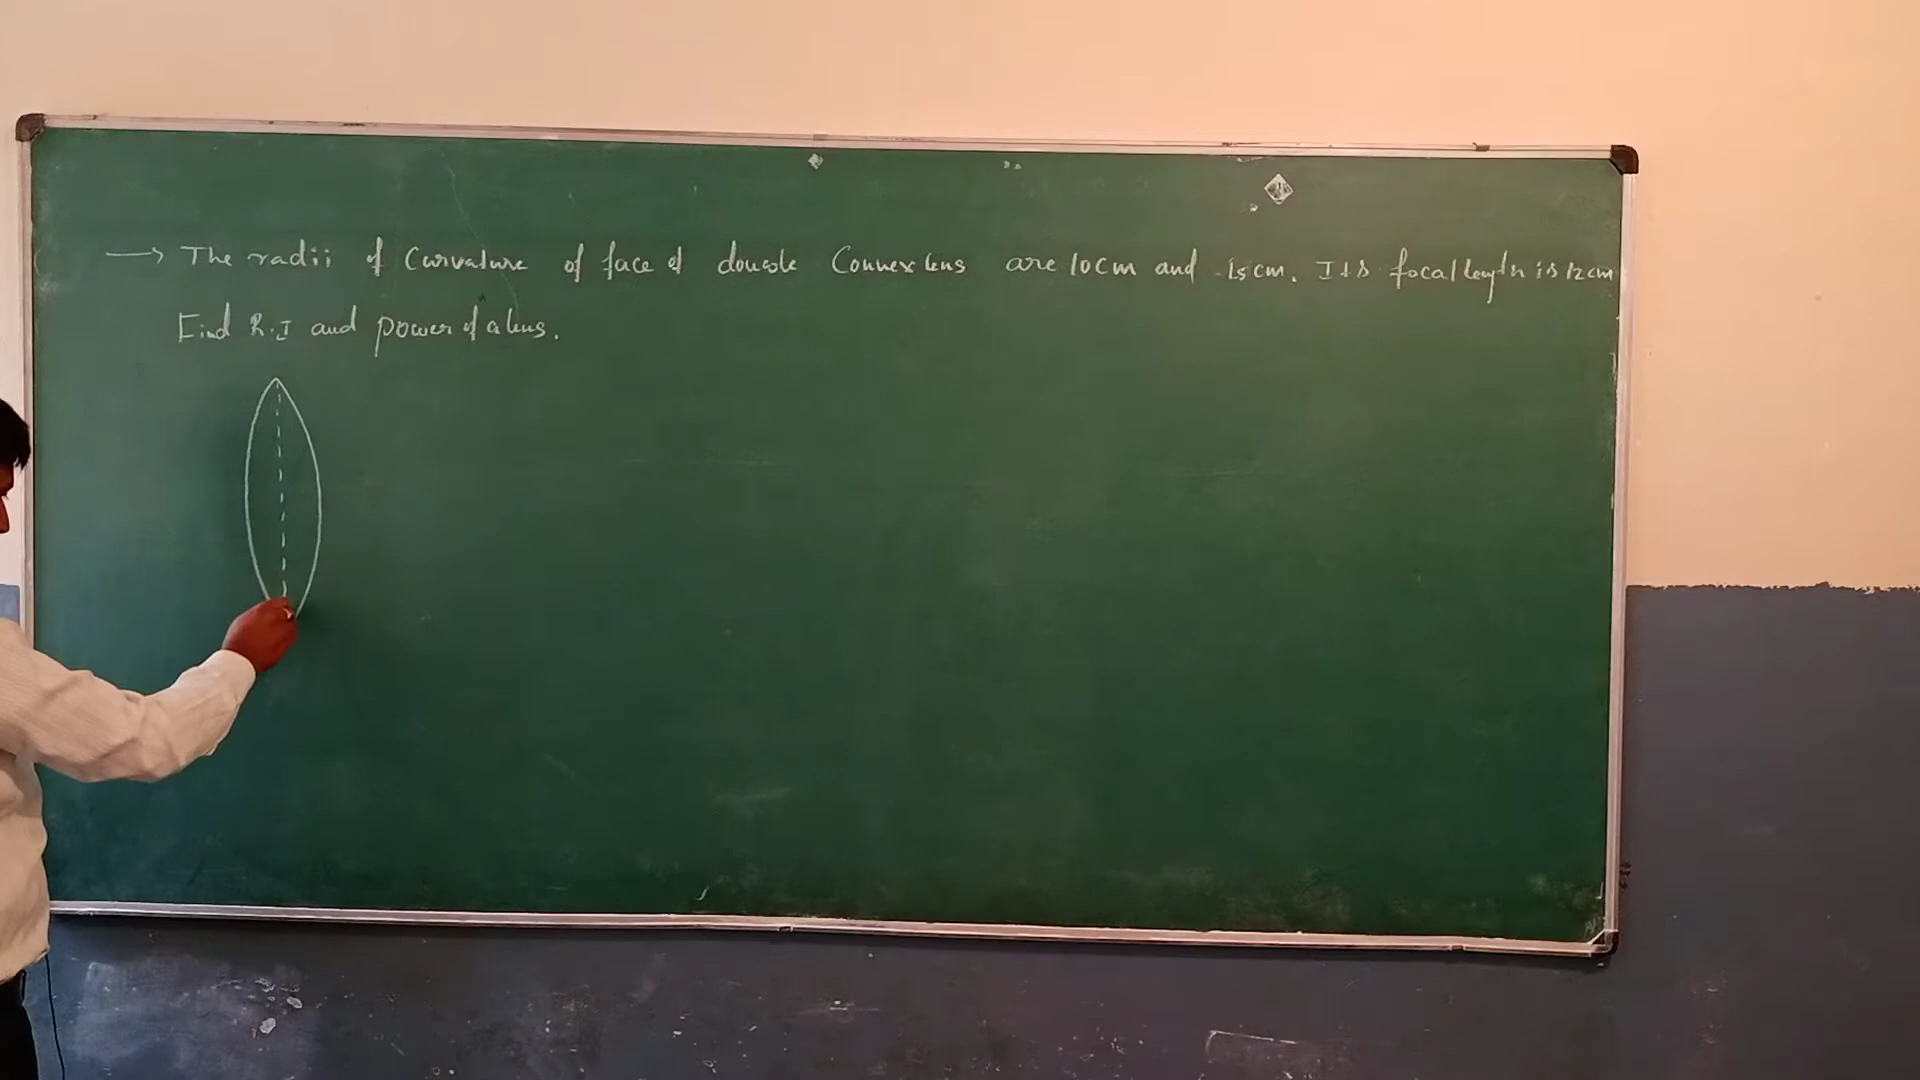 → The radii of Curvature of face of double Convex lens are 10cm and 15cm. Its focal length is 12cm
Find R.I and power of a lens.